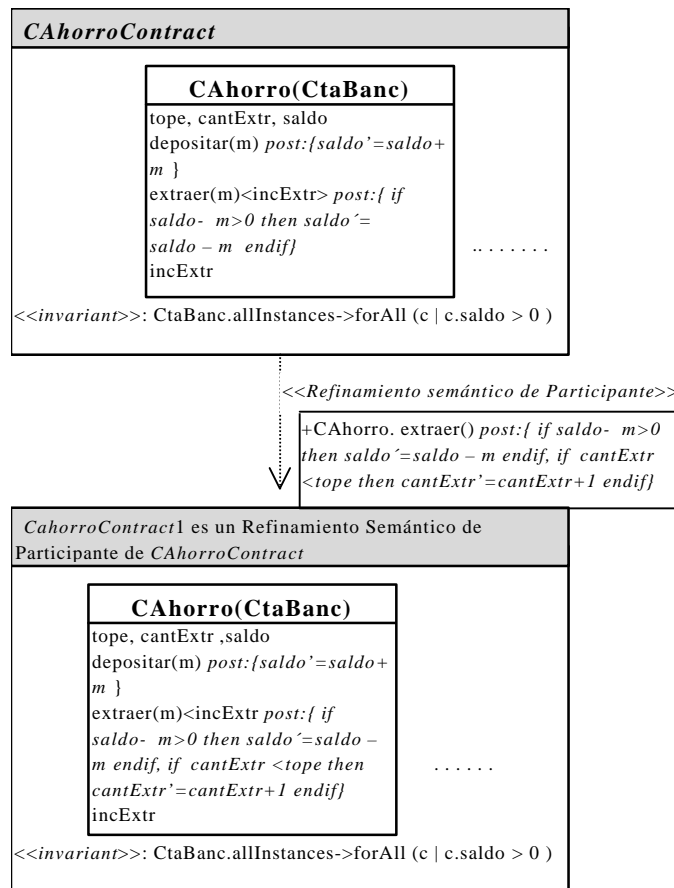 CAhorroContract
CAhorro(CtaBanc)
tope, cantExtr, saldo
depositar(m) post:{saldo’=saldo+
m }
extraer(m)<incExtr> post:{ if
saldo- m>0 then saldo´=
saldo – m endif}
incExtr
.. . . . . . .
<<invariant>>: CtaBanc.allInstances->forAll (c | c.saldo > 0 )
<<Refinamiento semántico de Participante>>
+CAhorro. extraer() post:{ if saldo- m>0
then saldo´=saldo – m endif, if cantExtr
<tope then cantExtr’=cantExtr+1 endif}
CahorroContract1 es un Refinamiento Semántico de
Participante de CAhorroContract
CAhorro(CtaBanc)
tope, cantExtr ,saldo
depositar(m) post:{saldo’=saldo+
m }
extraer(m)<incExtr post:{ if
saldo- m>0 then saldo´=saldo –
m endif, if cantExtr <tope then
cantExtr’=cantExtr+1 endif}
incExtr
. . . . . .
<<invariant>>: CtaBanc.allInstances->forAll (c | c.saldo > 0 )